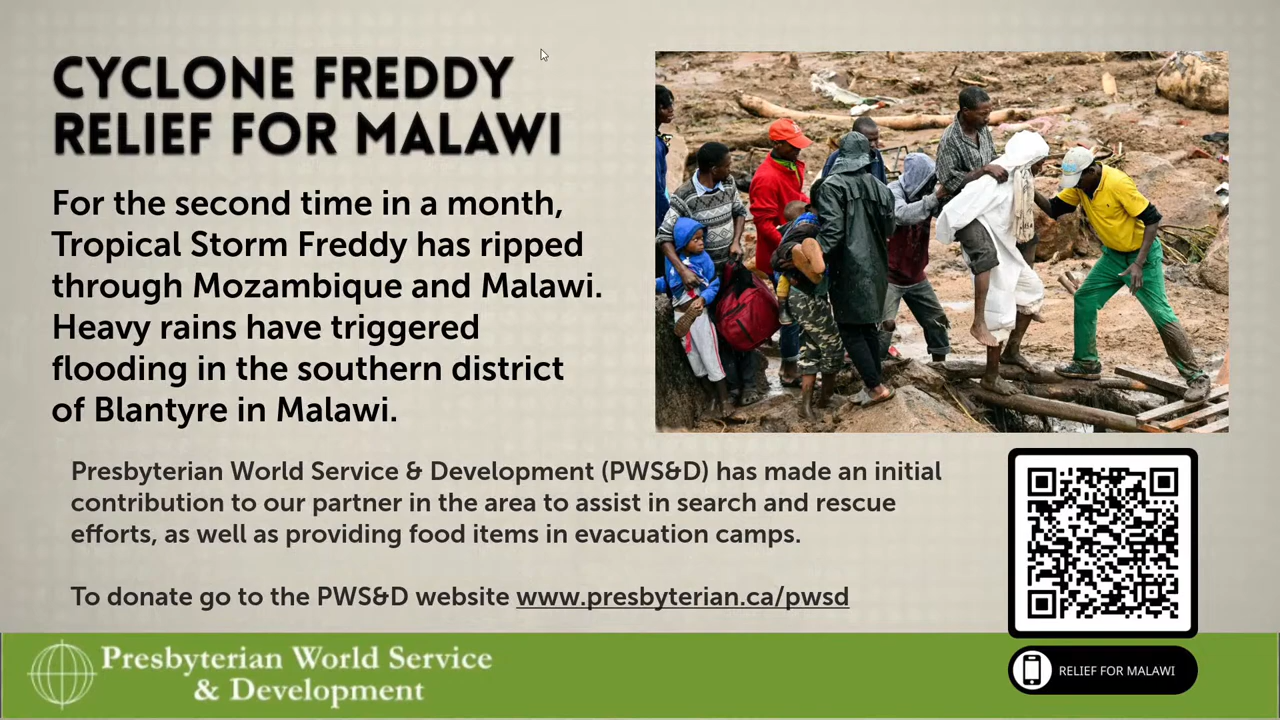 CYCLONE FREDDY
RELIEF FOR MALAWI
For the second time in a month,
Tropical Storm Freddy has ripped
through Mozambique and Malawi.
Heavy rains have triggered
flooding in the southern district
of Blantyre in Malawi.
Presbyterian World Service & Development (PWS&D) has made an initial
contribution to our partner in the area to assist in search and rescue
efforts, as well as providing food items in evacuation camps.
To donate go to the PWS&D website www.presbyterian.ca/pwsd
Presbyterian World Service
& Development
RELIEF FOR MALAWI